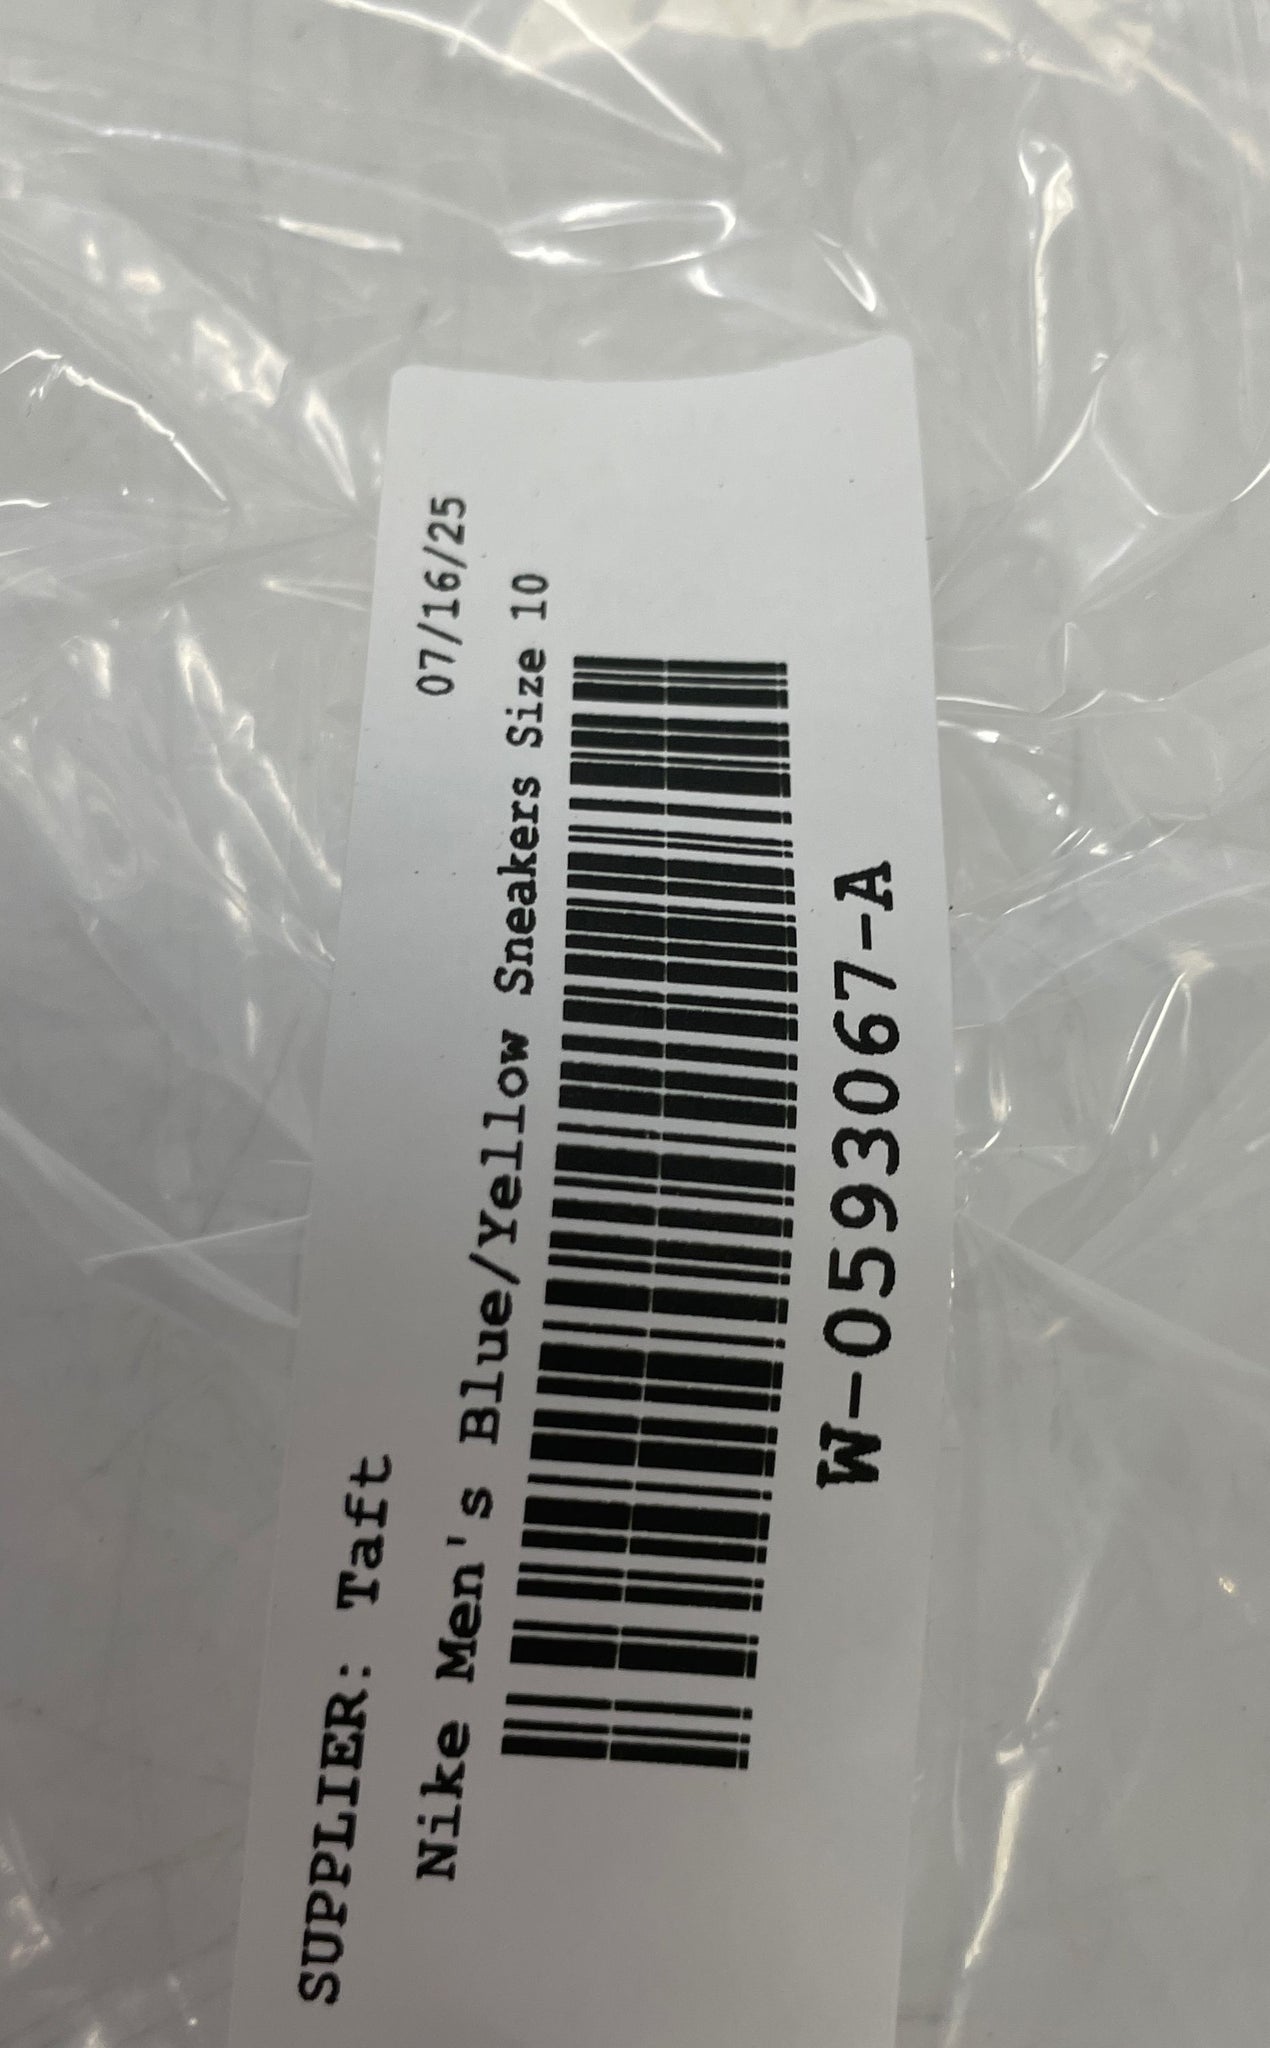 SUPPLIER: Taft 07/16/25
Nike Men's Blue/Yellow Sneakers Size 10
W-0593067-A